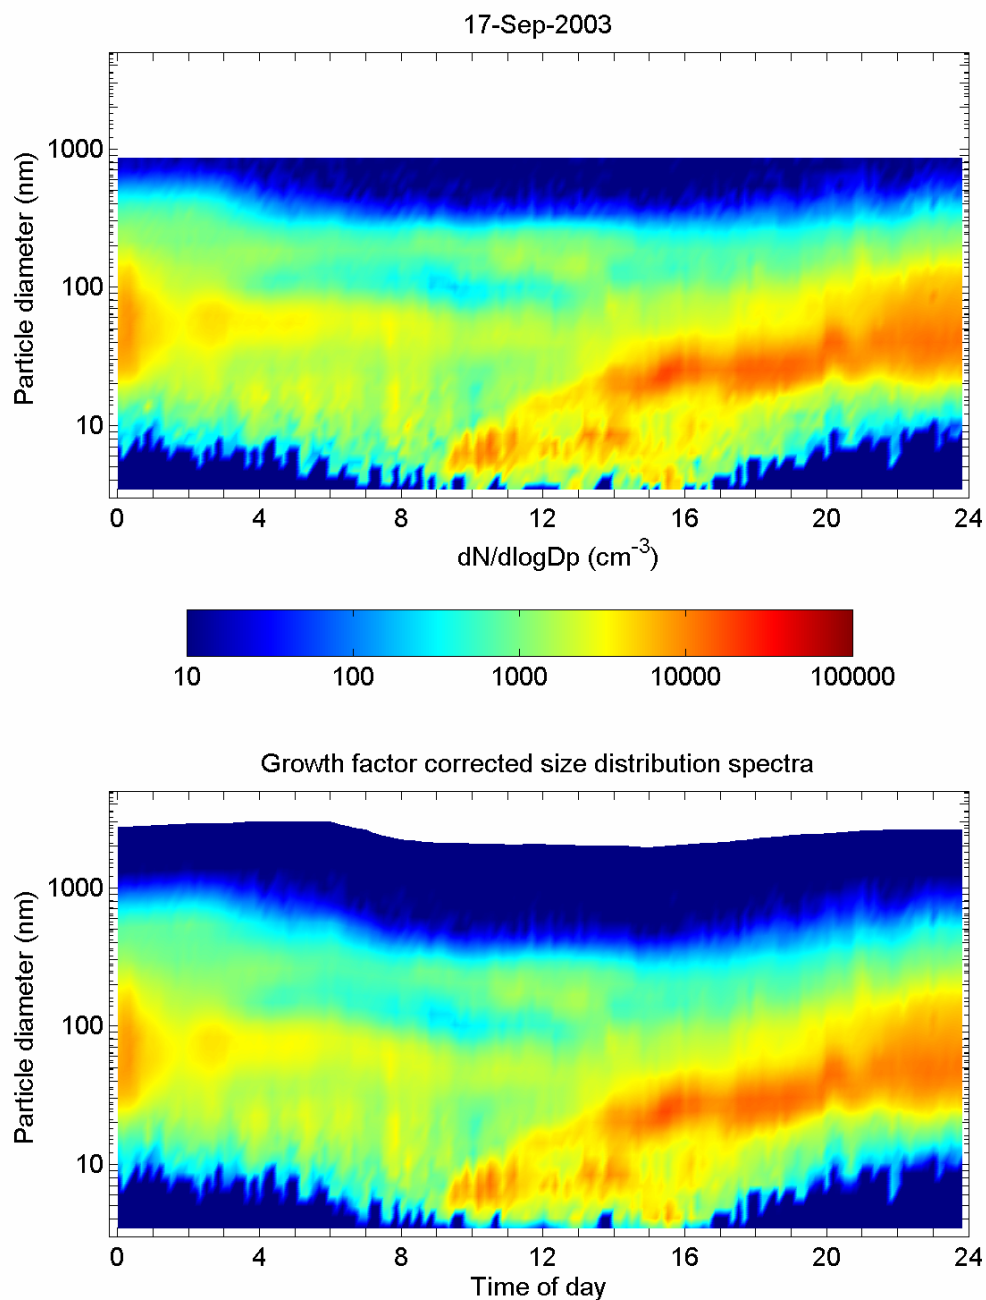 17-Sep-2003
Particle diameter (nm)
1000
100
10
0 4 8 12 16 20 24
dN/dlogDp (cm⁻³)
10 100 1000 10000 100000
Growth factor corrected size distribution spectra
Particle diameter (nm)
1000
100
10
0 4 8 12 16 20 24
Time of day